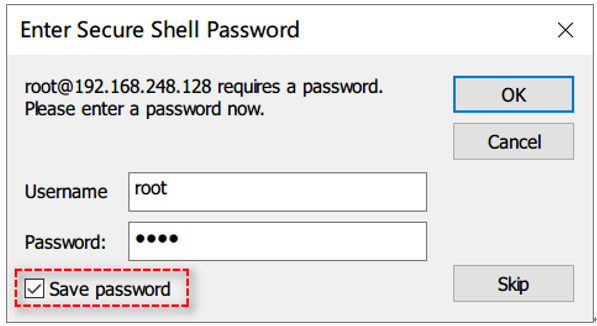 Enter Secure Shell Password
root@192.168.248.128 requires a password.
Please enter a password now.
OK
Cancel
Username root
Password: ●●●●
Save password
Skip